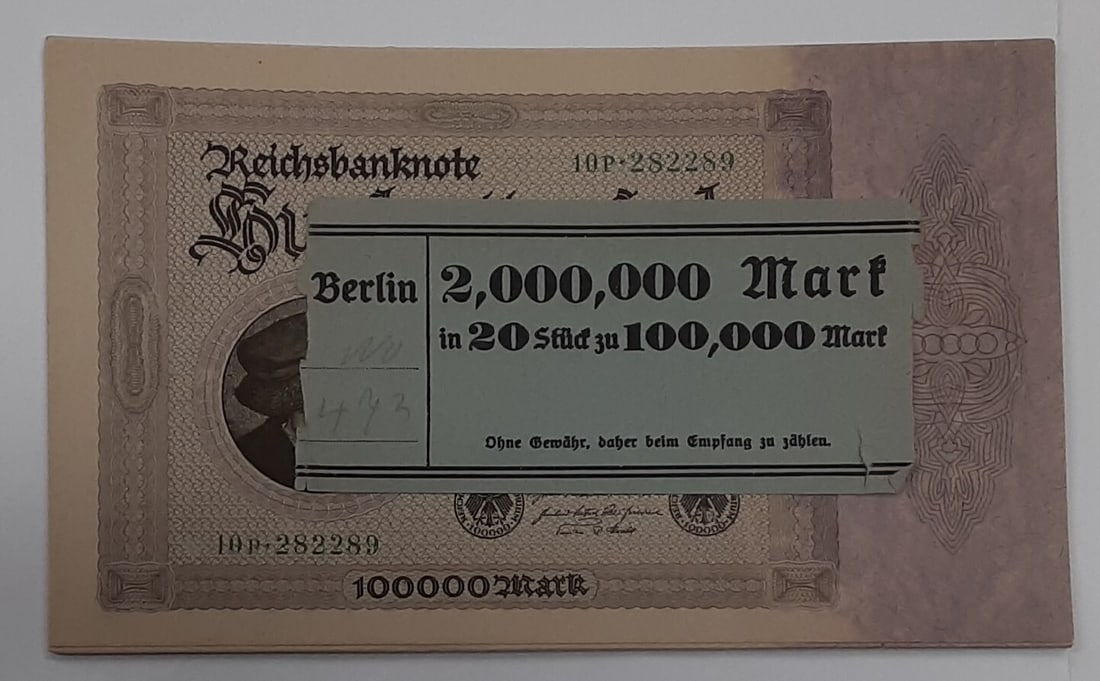 Reichsbanknote
10P·282289
Hu
Berlin
2,000,000 Mark
in 20 Stück zu 100,000 Mark
473
Ohne Gewähr, daher beim Empfang zu zählen.
10P·282289
100000 Mark